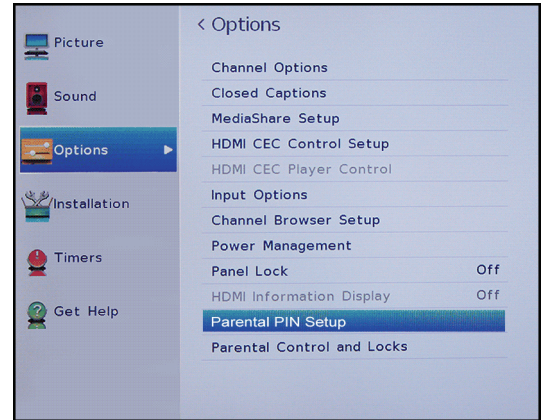 < Options
Picture
Sound
Options
Installation
Timers
Get Help
Channel Options
Closed Captions
MediaShare Setup
HDMI CEC Control Setup
HDMI CEC Player Control
Input Options
Channel Browser Setup
Power Management
Panel Lock Off
HDMI Information Display Off
Parental PIN Setup
Parental Control and Locks